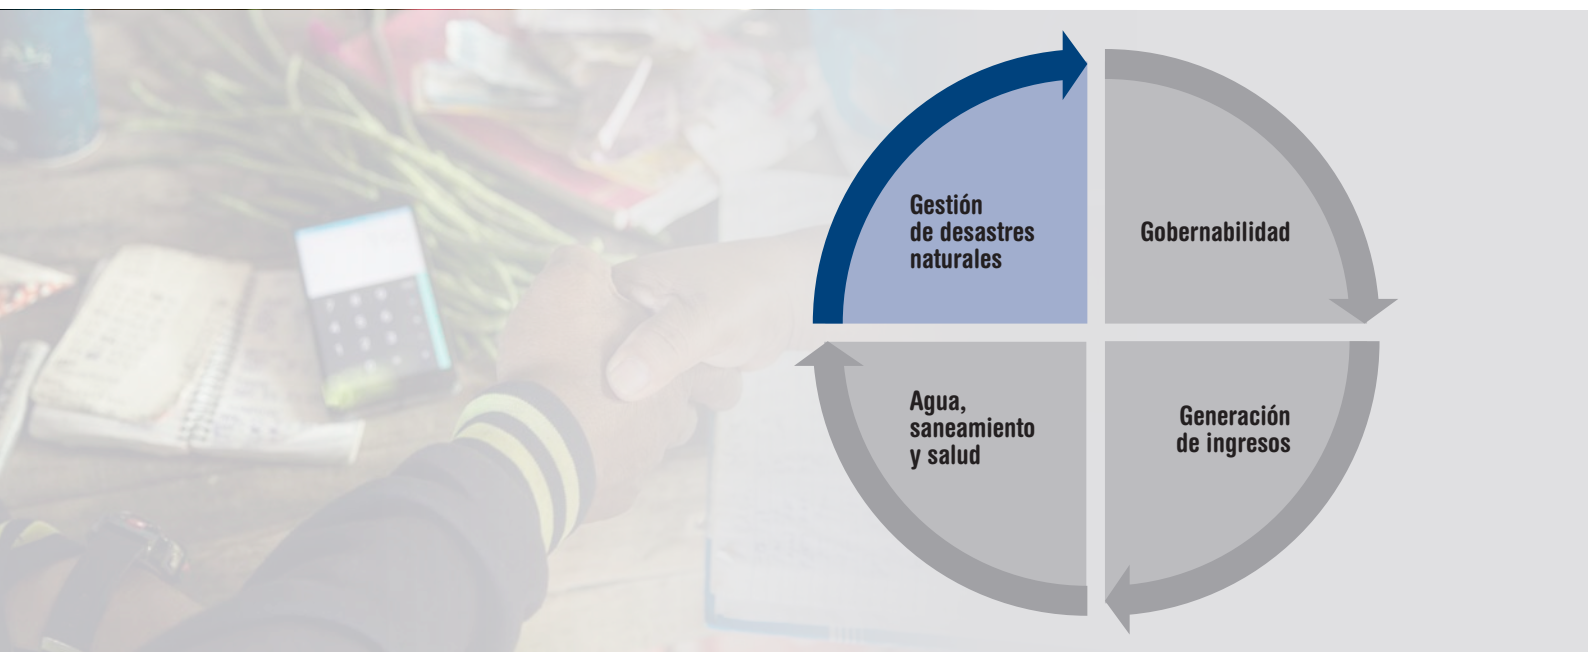 Gestión
de desastres
naturales
Gobernabilidad
Agua,
saneamiento
y salud
Generación
de ingresos